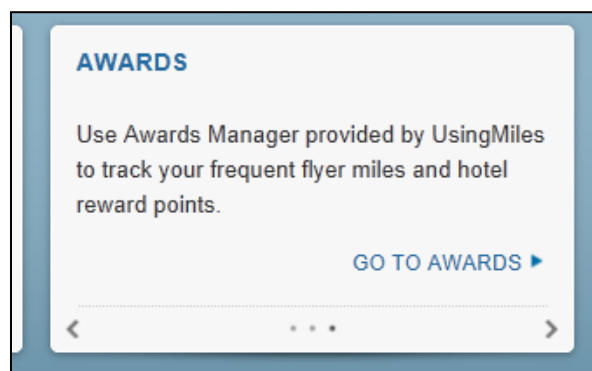 AWARDS
Use Awards Manager provided by UsingMiles
to track your frequent flyer miles and hotel
reward points.
GO TO AWARDS